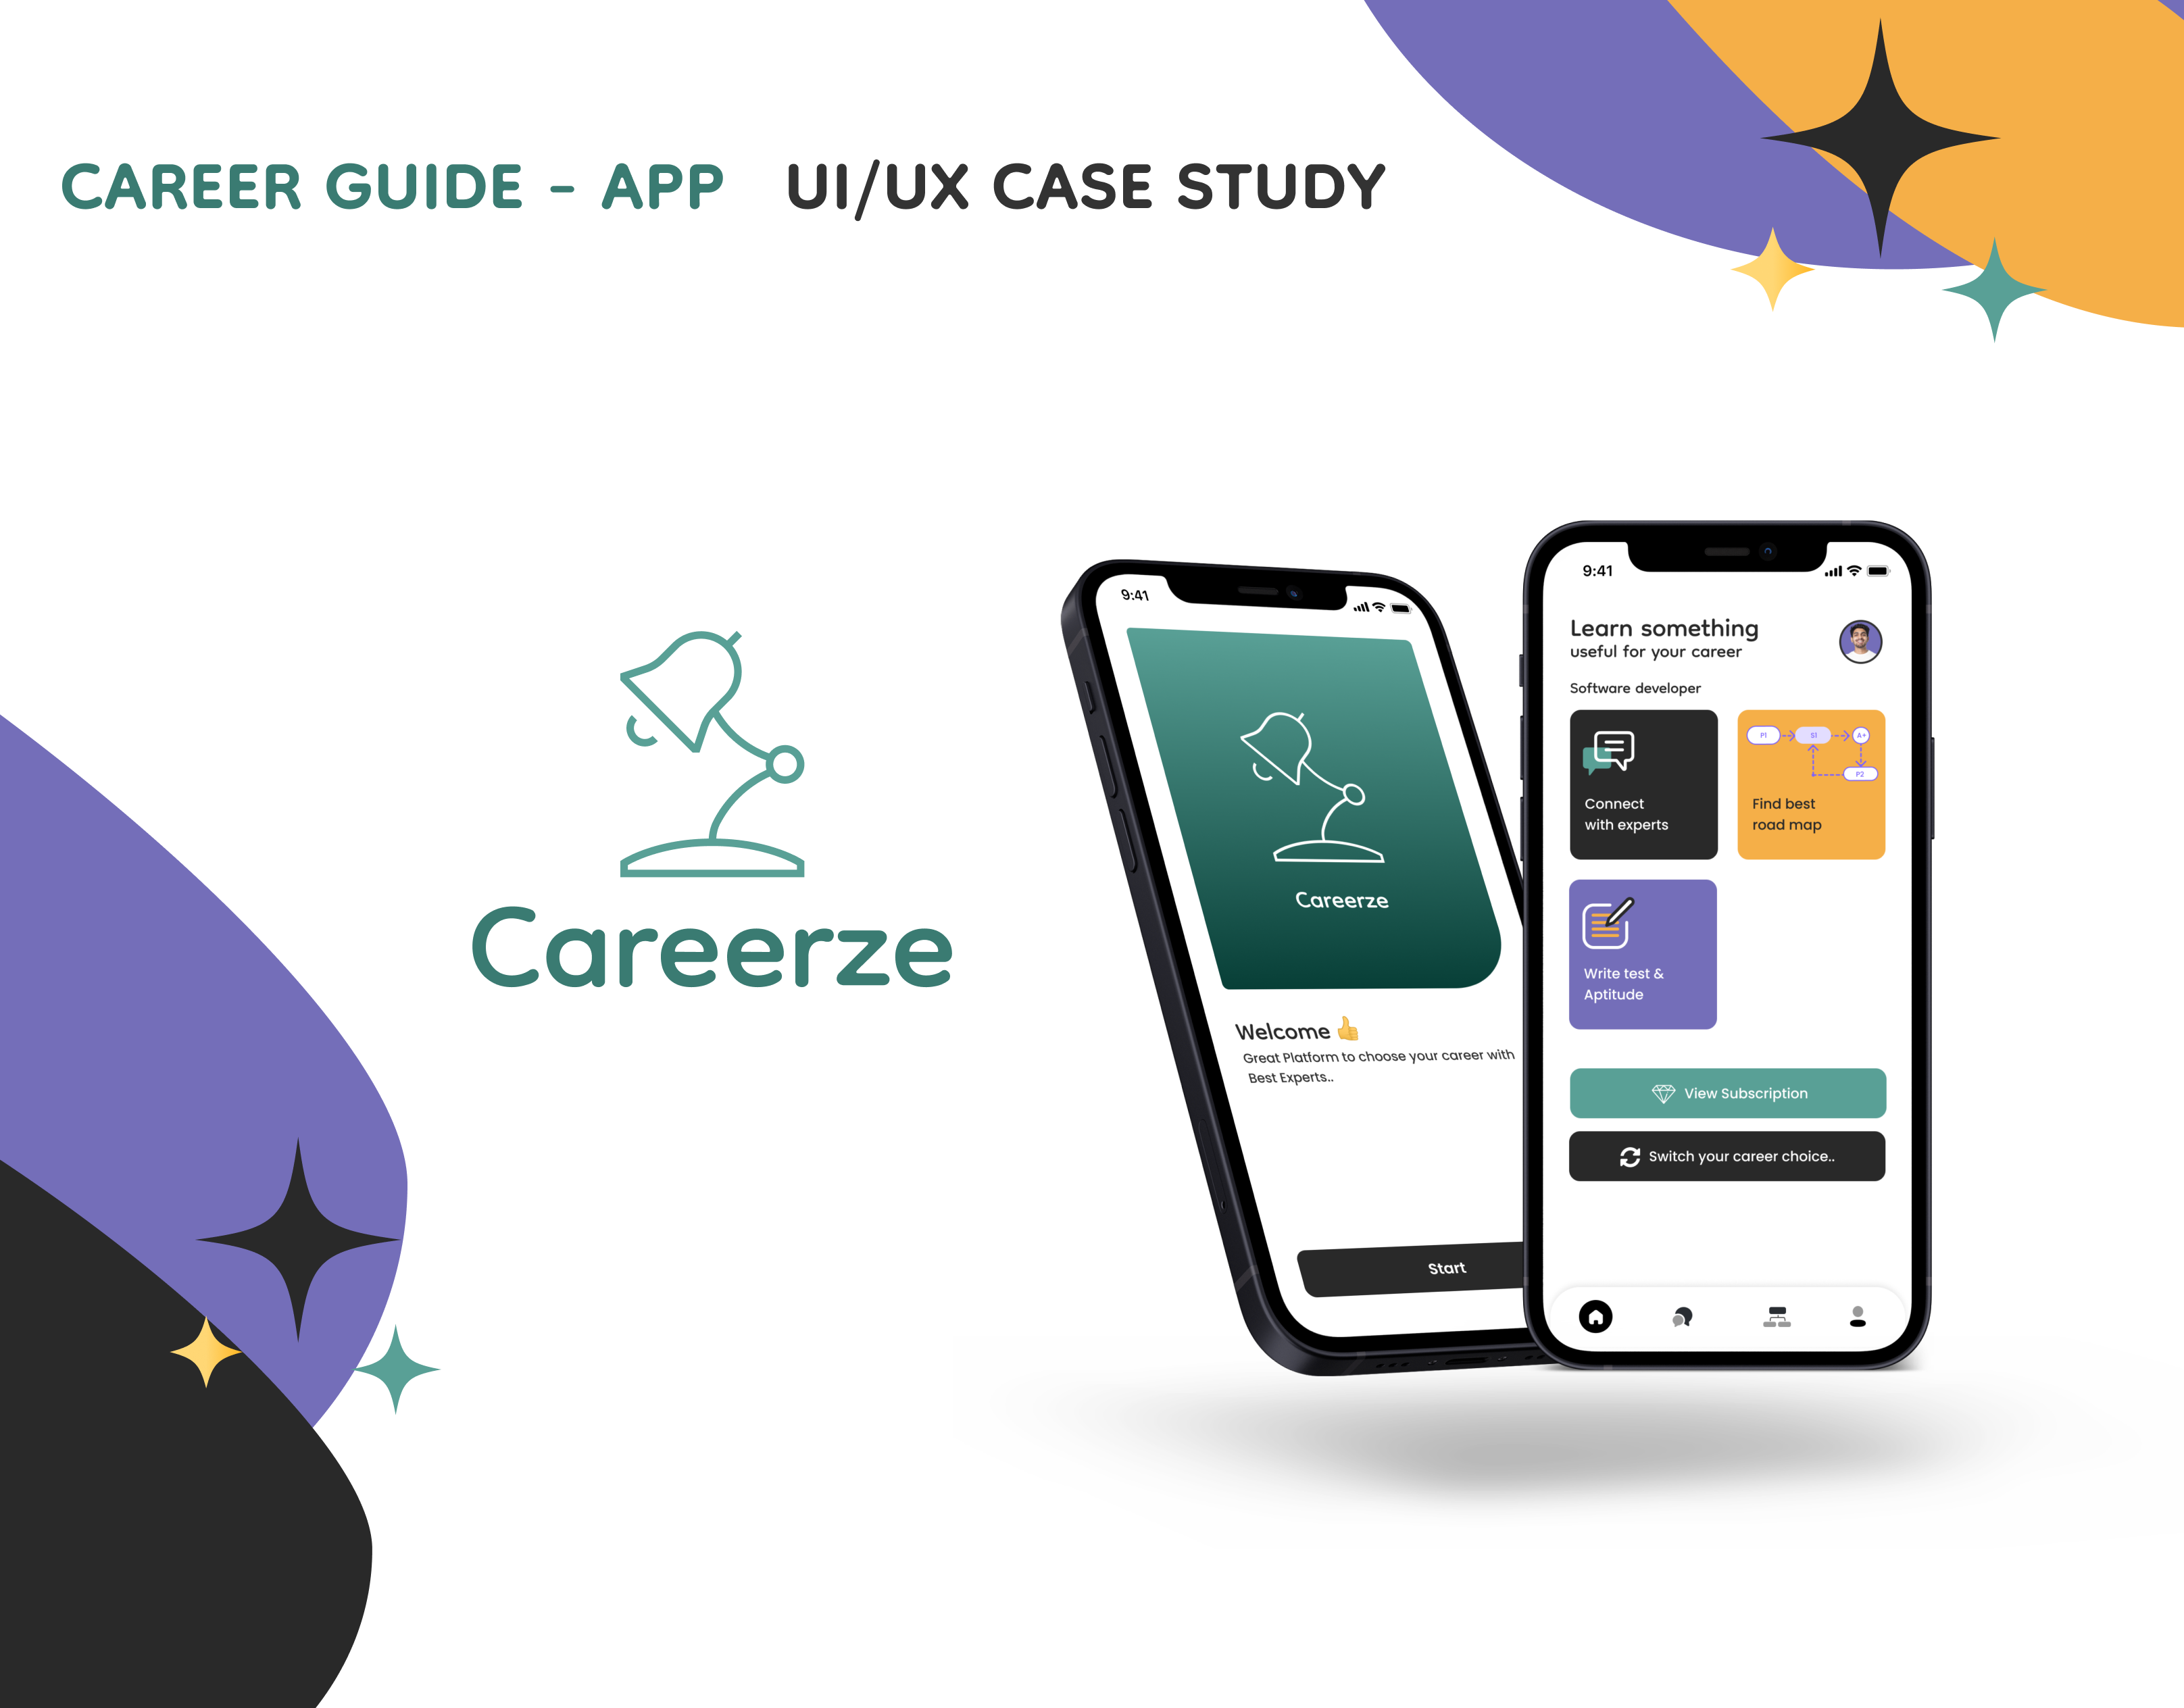 CAREER GUIDE - APP UI/UX CASE STUDY
Careerze
9:41
Careerze
Welcome 👍
Great Platform to choose your career with
Best Experts..
Start
9:41
Learn something
useful for your career
Software developer
Connect
with experts
P1
S1
A+
P2
Find best
road map
Write test &
Aptitude
View Subscription
Switch your career choice..